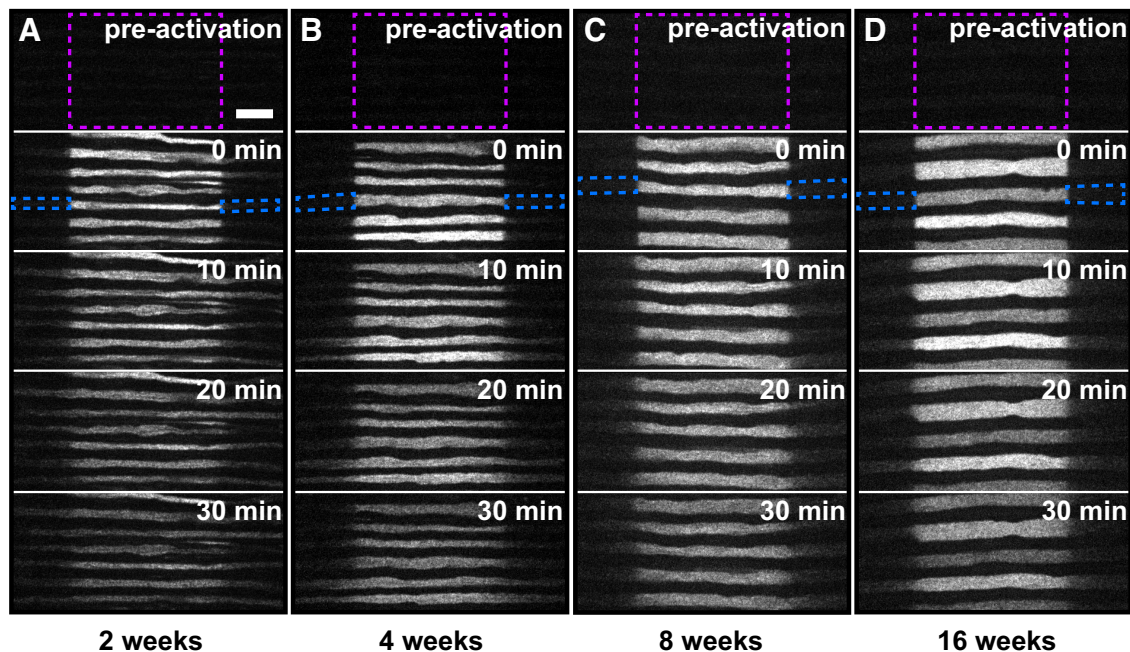 A pre-activation B pre-activation C pre-activation D pre-activation
0 min 0 min 0 min 0 min
10 min 10 min 10 min 10 min
20 min 20 min 20 min 20 min
30 min 30 min 30 min 30 min
2 weeks 4 weeks 8 weeks 16 weeks